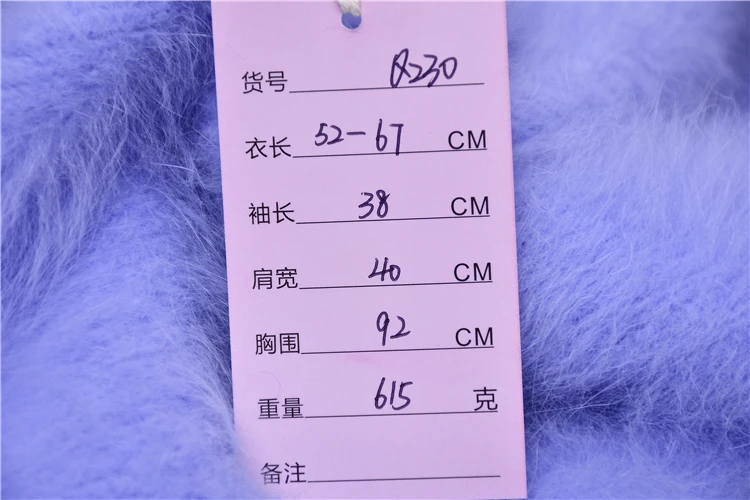 货号 Q230
衣长 52-67 CM
袖长 38 CM
肩宽 40 CM
胸围 92 CM
重量 615 克
备注